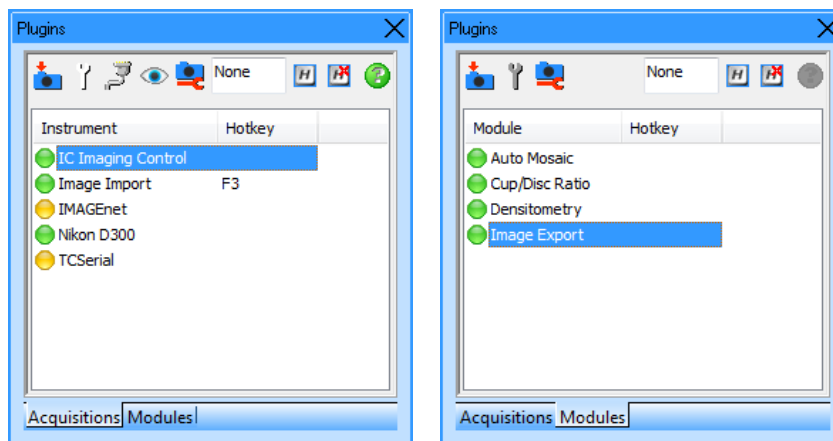 Plugins
None
H H ?
Instrument Hotkey
IC Imaging Control
Image Import F3
IMAGEnet
Nikon D300
TCSerial
Acquisitions Modules
Plugins
None
H H ?
Module Hotkey
Auto Mosaic
Cup/Disc Ratio
Densitometry
Image Export
Acquisitions Modules